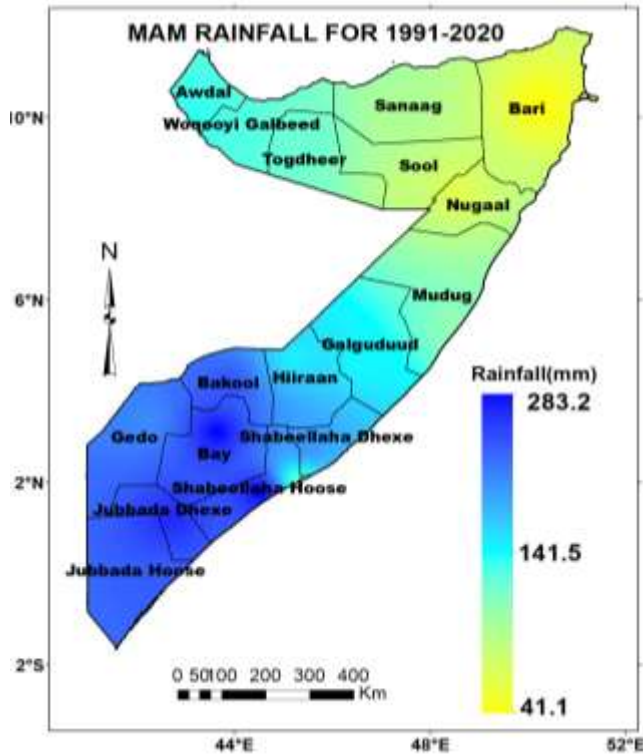 MAM RAINFALL FOR 1991-2020
Awdal
10°N
Sanaag
Bari
Woqooyi Galbeed
Togdheer
Sool
Nugaal
N
6°N
Mudug
Galguduud
Rainfall(mm)
Hiiraan
Bakool
283.2
Gedo
Shabeellaha Dhexe
Bay
2°N
Shabeellaha Hoose
Jubbada Dhexe
141.5
Jubbada Hoose
2°S
0 50 100 200 300 400
Km
41.1
44°E 48°E 52°E